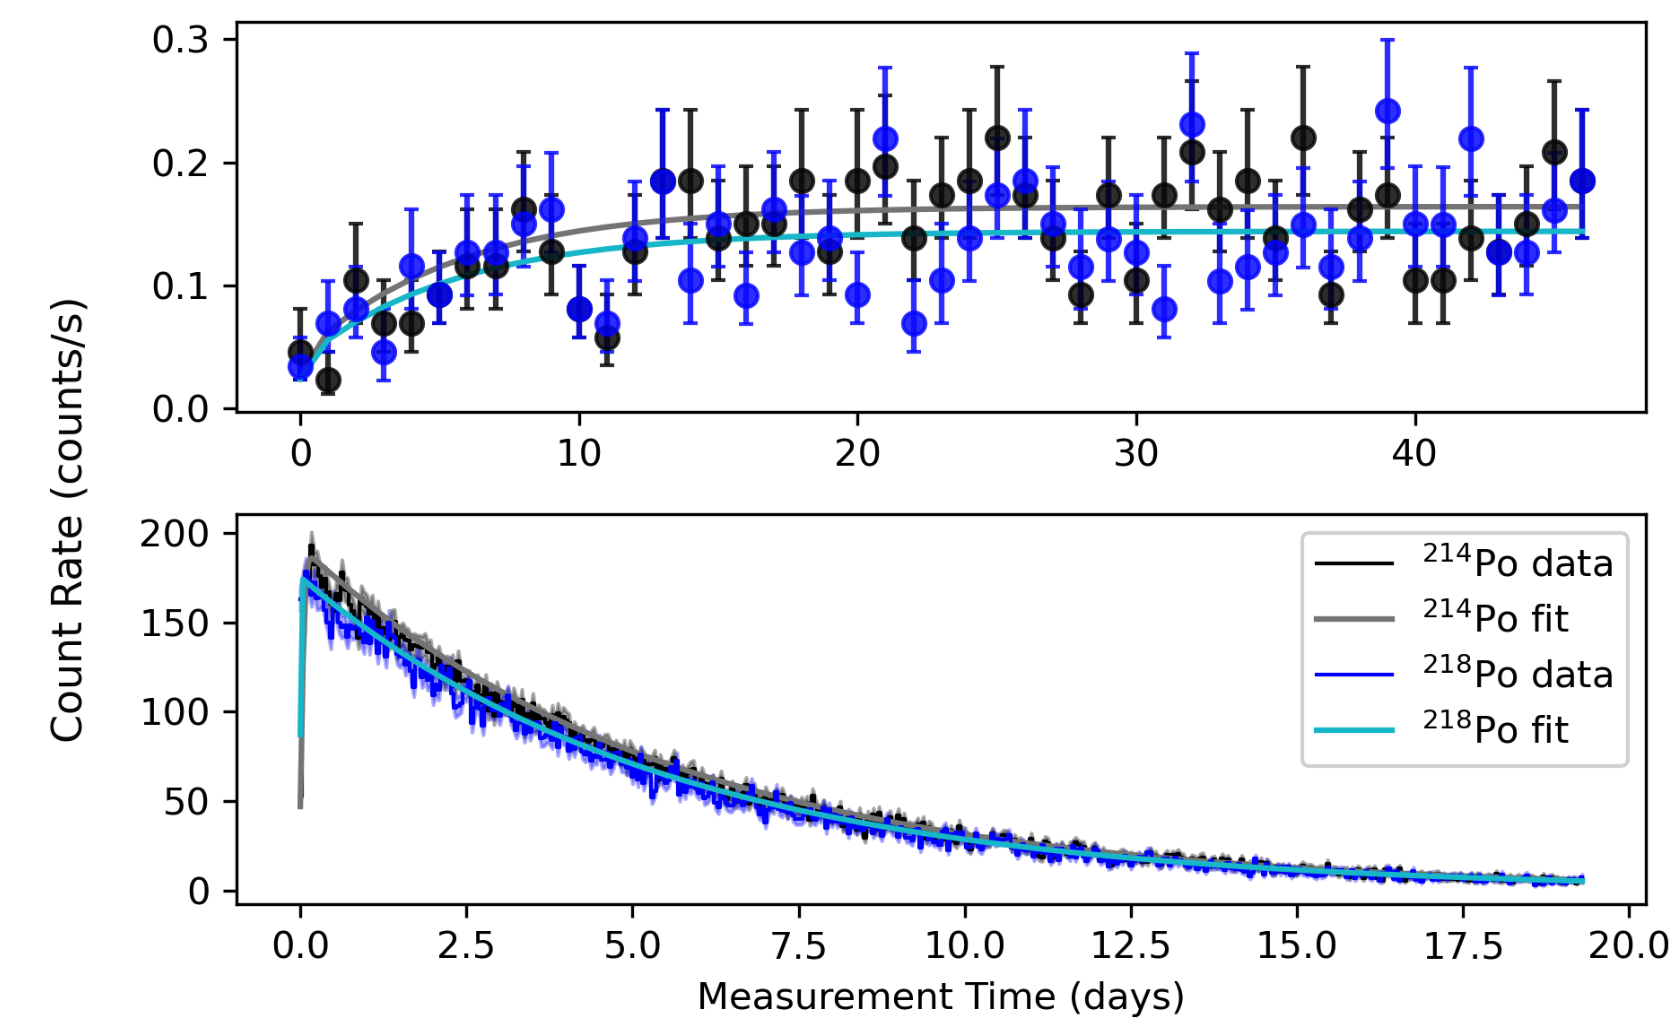 0.3
0.2
0.1
0.0
0 10 20 30 40
Count Rate (counts/s)
200
150
100
50
0
²¹⁴Po data
²¹⁴Po fit
²¹⁸Po data
²¹⁸Po fit
0.0 2.5 5.0 7.5 10.0 12.5 15.0 17.5 20.0
Measurement Time (days)